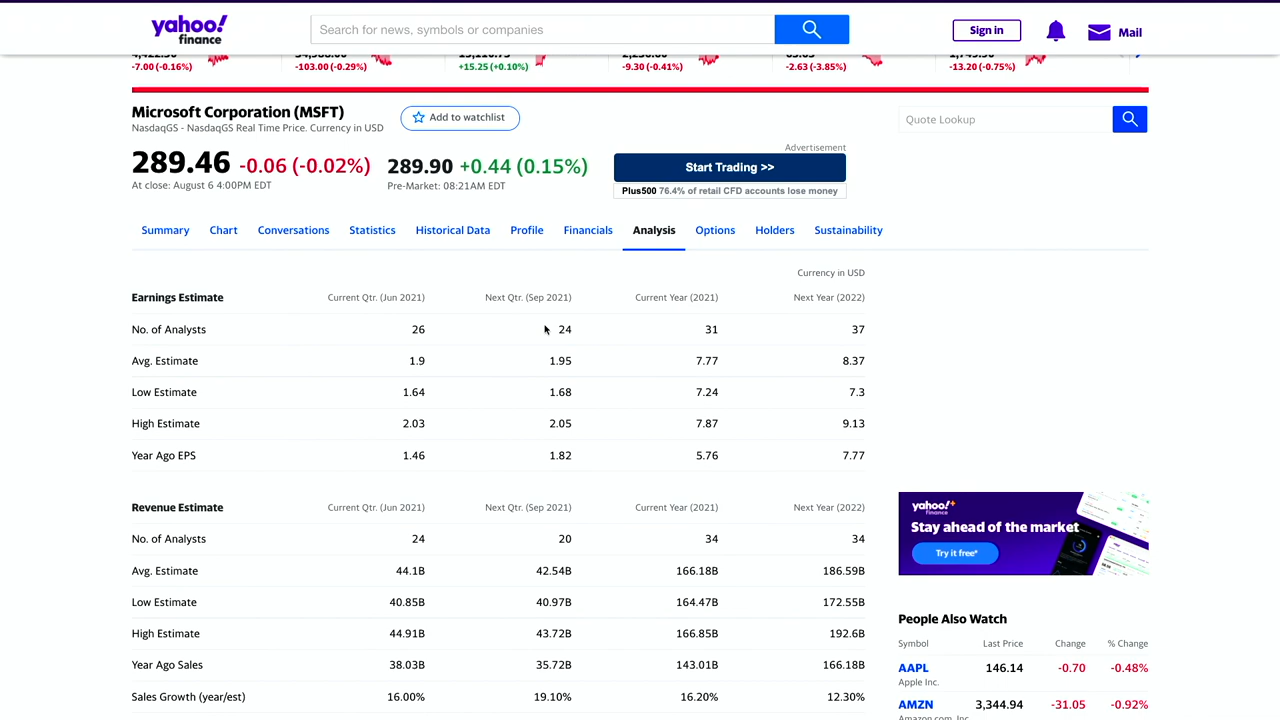 yahoo!
finance
Search for news, symbols or companies
Sign in
Mail
-7.00 (-0.16%) -103.00 (-0.29%) +15.25 (+0.10%) -9.30 (-0.41%) -2.63 (-3.85%) -13.20 (-0.75%)
Microsoft Corporation (MSFT)
NasdaqGS - NasdaqGS Real Time Price. Currency in USD
Add to watchlist
Quote Lookup
289.46 -0.06 (-0.02%) 289.90 +0.44 (0.15%)
At close: August 6 4:00PM EDT Pre-Market: 08:21AM EDT
Advertisement
Start Trading >>
Plus500 76.4% of retail CFD accounts lose money
Summary Chart Conversations Statistics Historical Data Profile Financials Analysis Options Holders Sustainability
Currency in USD
Earnings Estimate Current Qtr. (Jun 2021) Next Qtr. (Sep 2021) Current Year (2021) Next Year (2022)
No. of Analysts 26 24 31 37
Avg. Estimate 1.9 1.95 7.77 8.37
Low Estimate 1.64 1.68 7.24 7.3
High Estimate 2.03 2.05 7.87 9.13
Year Ago EPS 1.46 1.82 5.76 7.77
Revenue Estimate Current Qtr. (Jun 2021) Next Qtr. (Sep 2021) Current Year (2021) Next Year (2022)
No. of Analysts 24 20 34 34
Avg. Estimate 44.1B 42.54B 166.18B 186.59B
Low Estimate 40.85B 40.97B 164.47B 172.55B
High Estimate 44.91B 43.72B 166.85B 192.6B
Year Ago Sales 38.03B 35.72B 143.01B 166.18B
Sales Growth (year/est) 16.00% 19.10% 16.20% 12.30%
yahoo!+
finance
Stay ahead of the market
Try it free*
People Also Watch
Symbol Last Price Change % Change
AAPL 146.14 -0.70 -0.48%
Apple Inc.
AMZN 3,344.94 -31.05 -0.92%
Amazon.com, Inc.